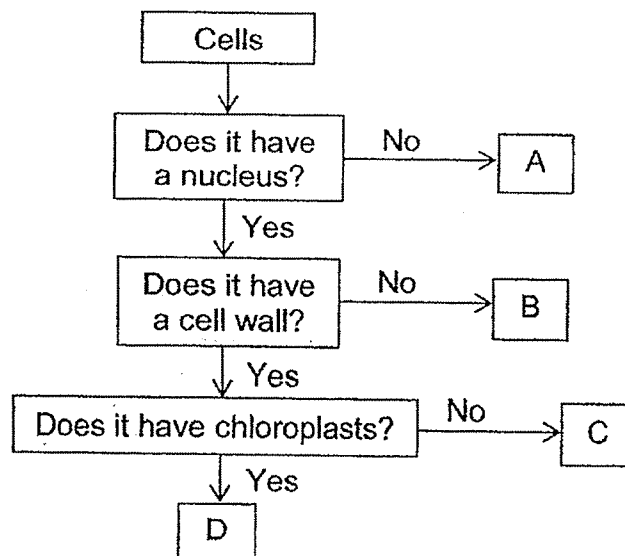 Cells
Does it have
a nucleus?
No
A
Yes
Does it have
a cell wall?
No
B
Yes
Does it have chloroplasts?
No
C
Yes
D